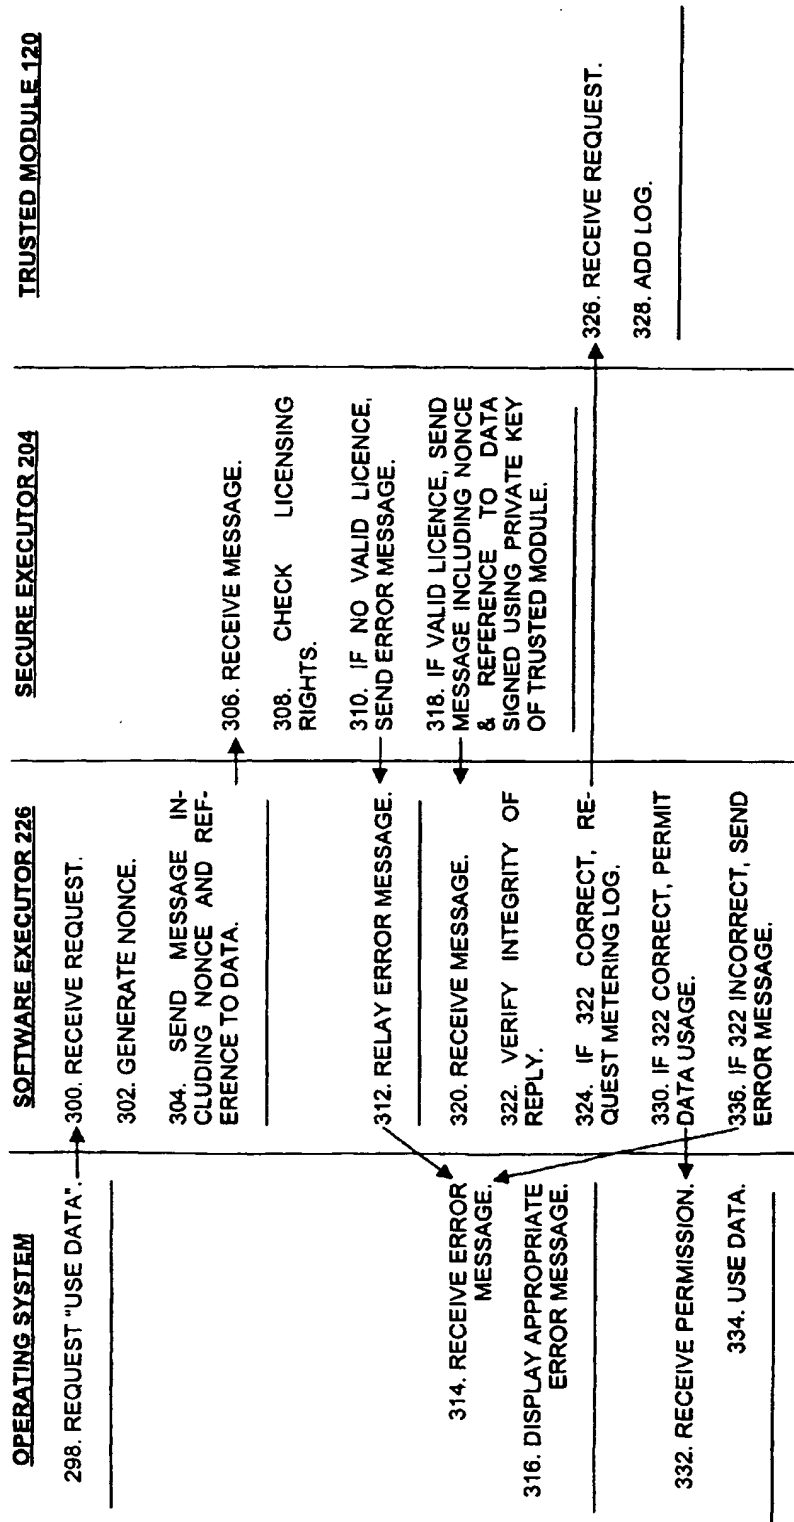 OPERATING SYSTEM
298. REQUEST "USE DATA".
314. RECEIVE ERROR
MESSAGE.
316. DISPLAY APPROPRIATE
ERROR MESSAGE.
332. RECEIVE PERMISSION.
334. USE DATA.
SOFTWARE EXECUTOR 226
300. RECEIVE REQUEST.
302. GENERATE NONCE.
304. SEND MESSAGE IN-
CLUDING NONCE AND REF-
ERENCE TO DATA.
312. RELAY ERROR MESSAGE.
320. RECEIVE MESSAGE.
322. VERIFY INTEGRITY OF
REPLY.
324. IF 322 CORRECT, RE-
QUEST METERING LOG.
330. IF 322 CORRECT, PERMIT
DATA USAGE.
336. IF 322 INCORRECT, SEND
ERROR MESSAGE.
SECURE EXECUTOR 204
306. RECEIVE MESSAGE.
308. CHECK LICENSING
RIGHTS.
310. IF NO VALID LICENCE,
SEND ERROR MESSAGE.
318. IF VALID LICENCE, SEND
MESSAGE INCLUDING NONCE
& REFERENCE TO DATA
SIGNED USING PRIVATE KEY
OF TRUSTED MODULE.
TRUSTED MODULE 120
326. RECEIVE REQUEST.
328. ADD LOG.